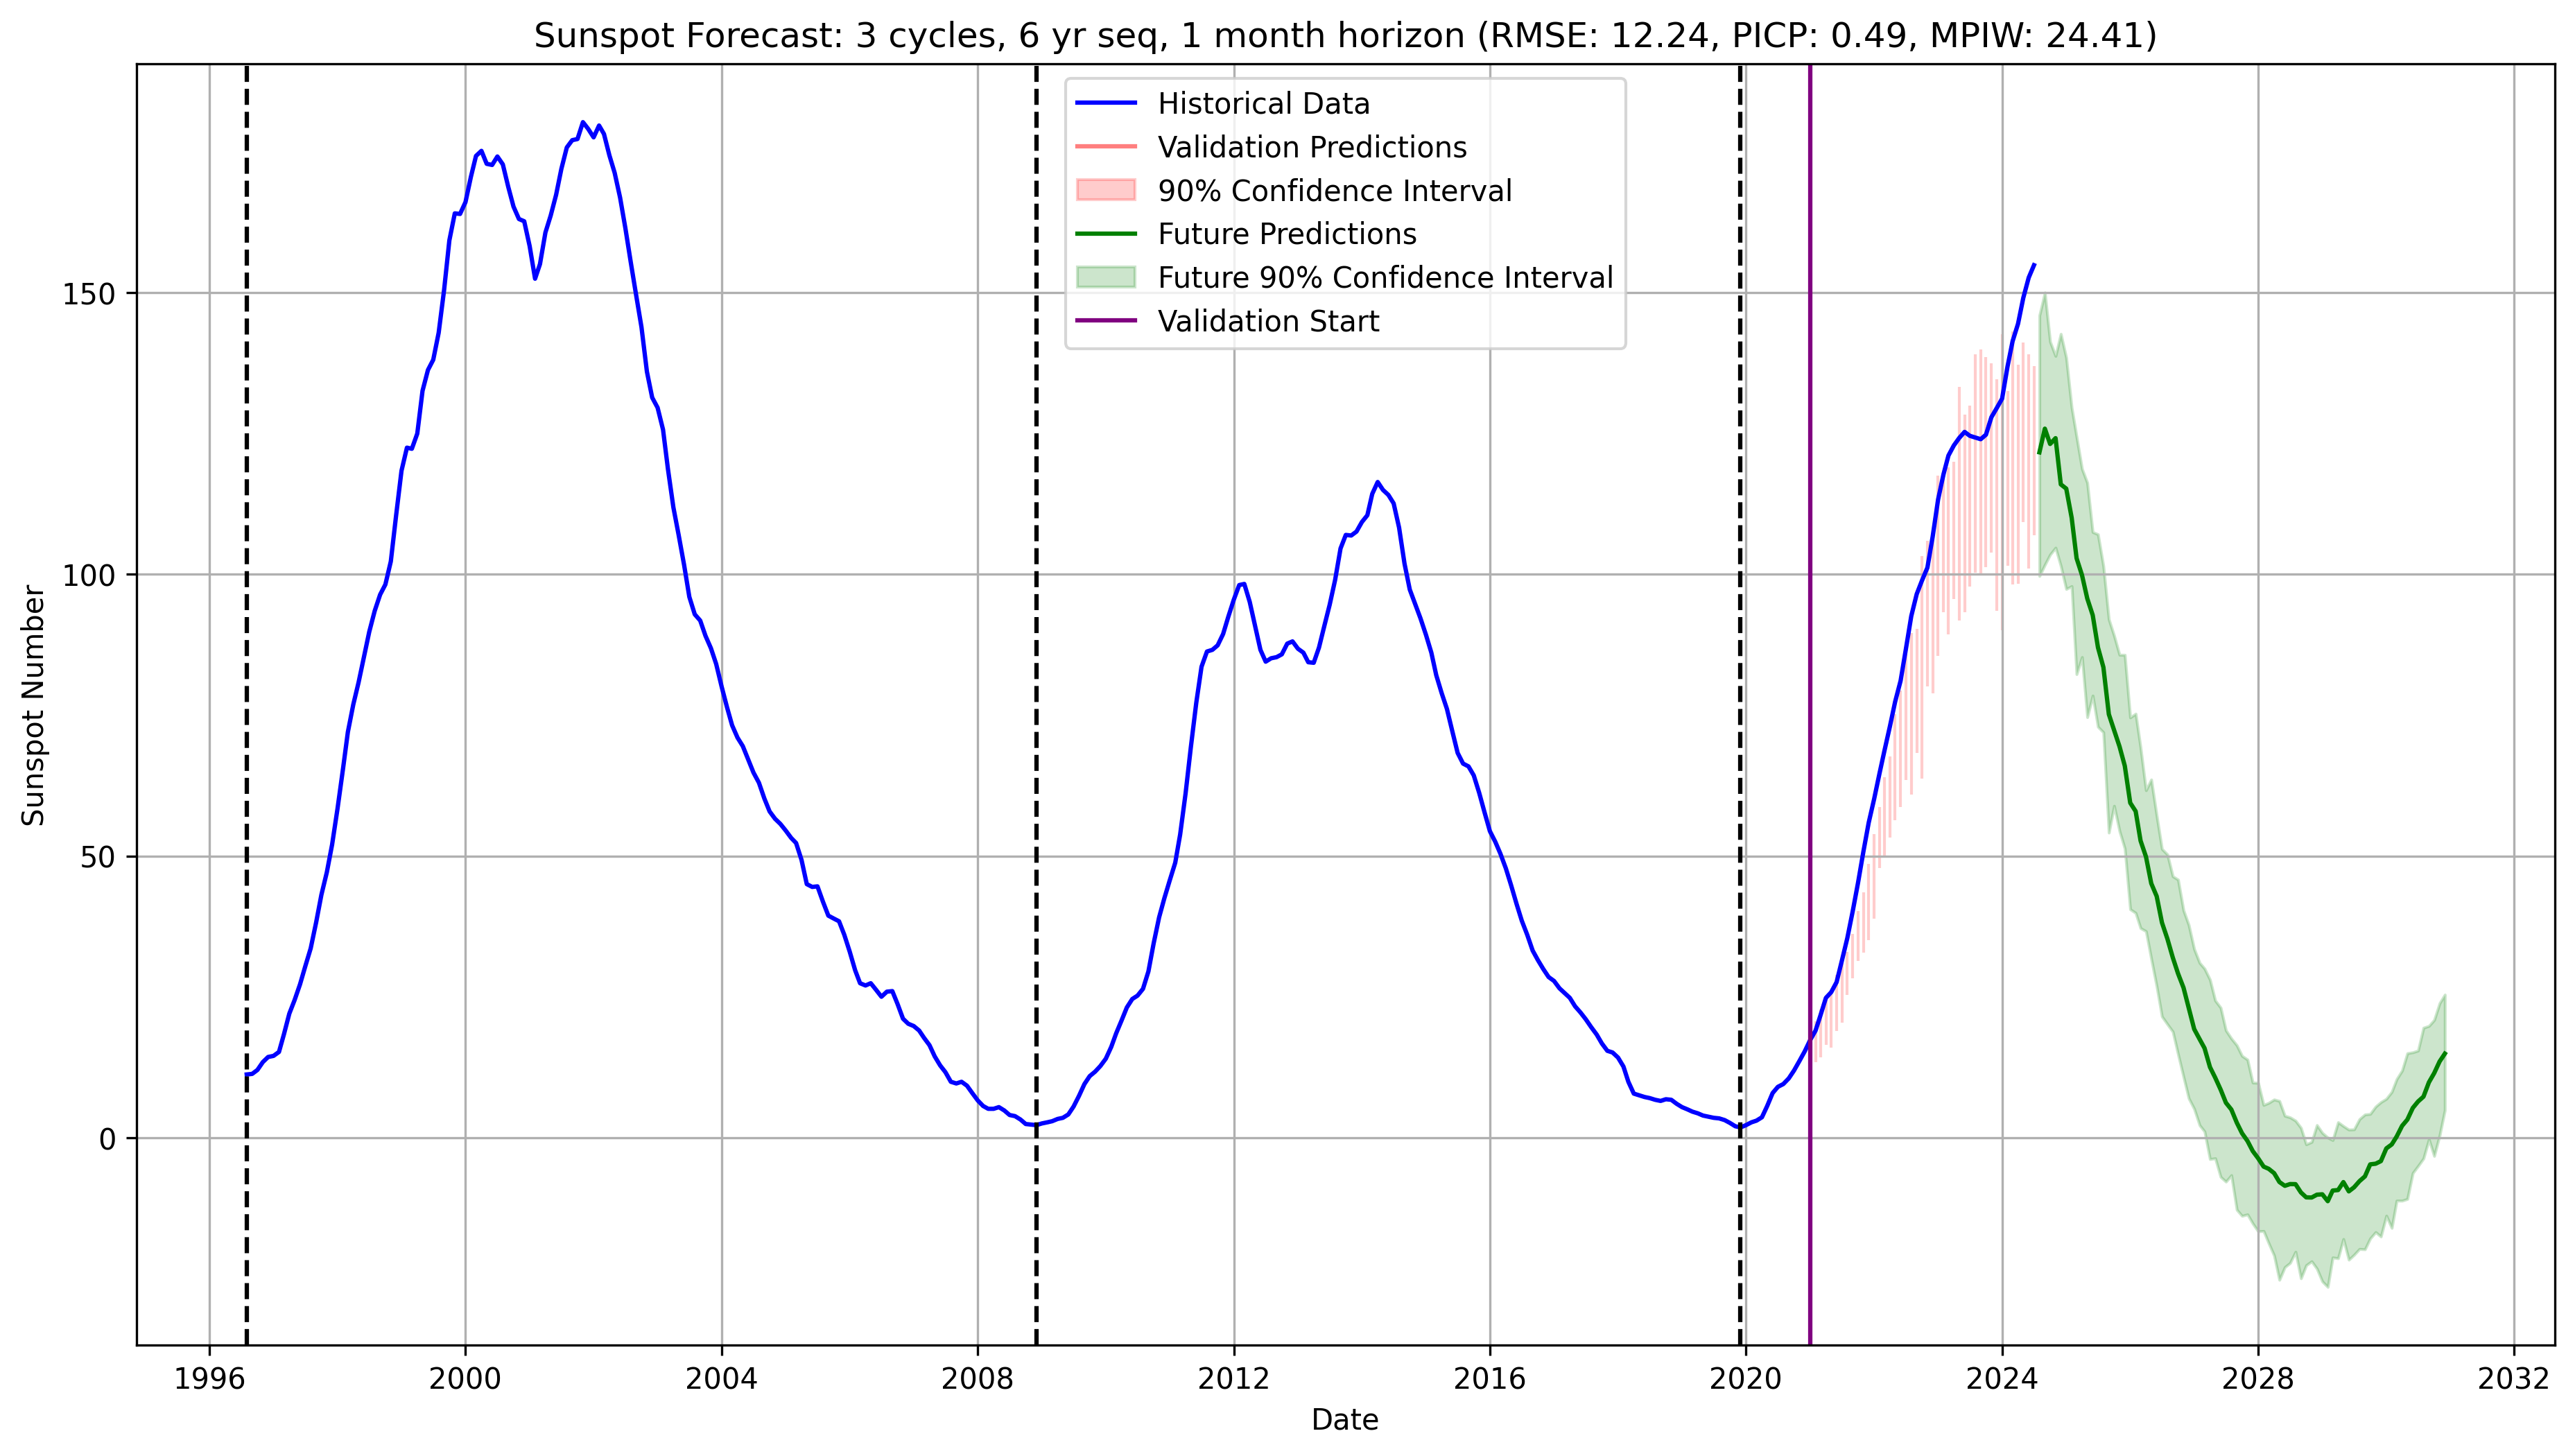 Sunspot Forecast: 3 cycles, 6 yr seq, 1 month horizon (RMSE: 12.24, PICP: 0.49, MPIW: 24.41)
Historical Data
Validation Predictions
90% Confidence Interval
Future Predictions
Future 90% Confidence Interval
Validation Start
Sunspot Number
150
100
50
0
1996 2000 2004 2008 2012 2016 2020 2024 2028 2032
Date